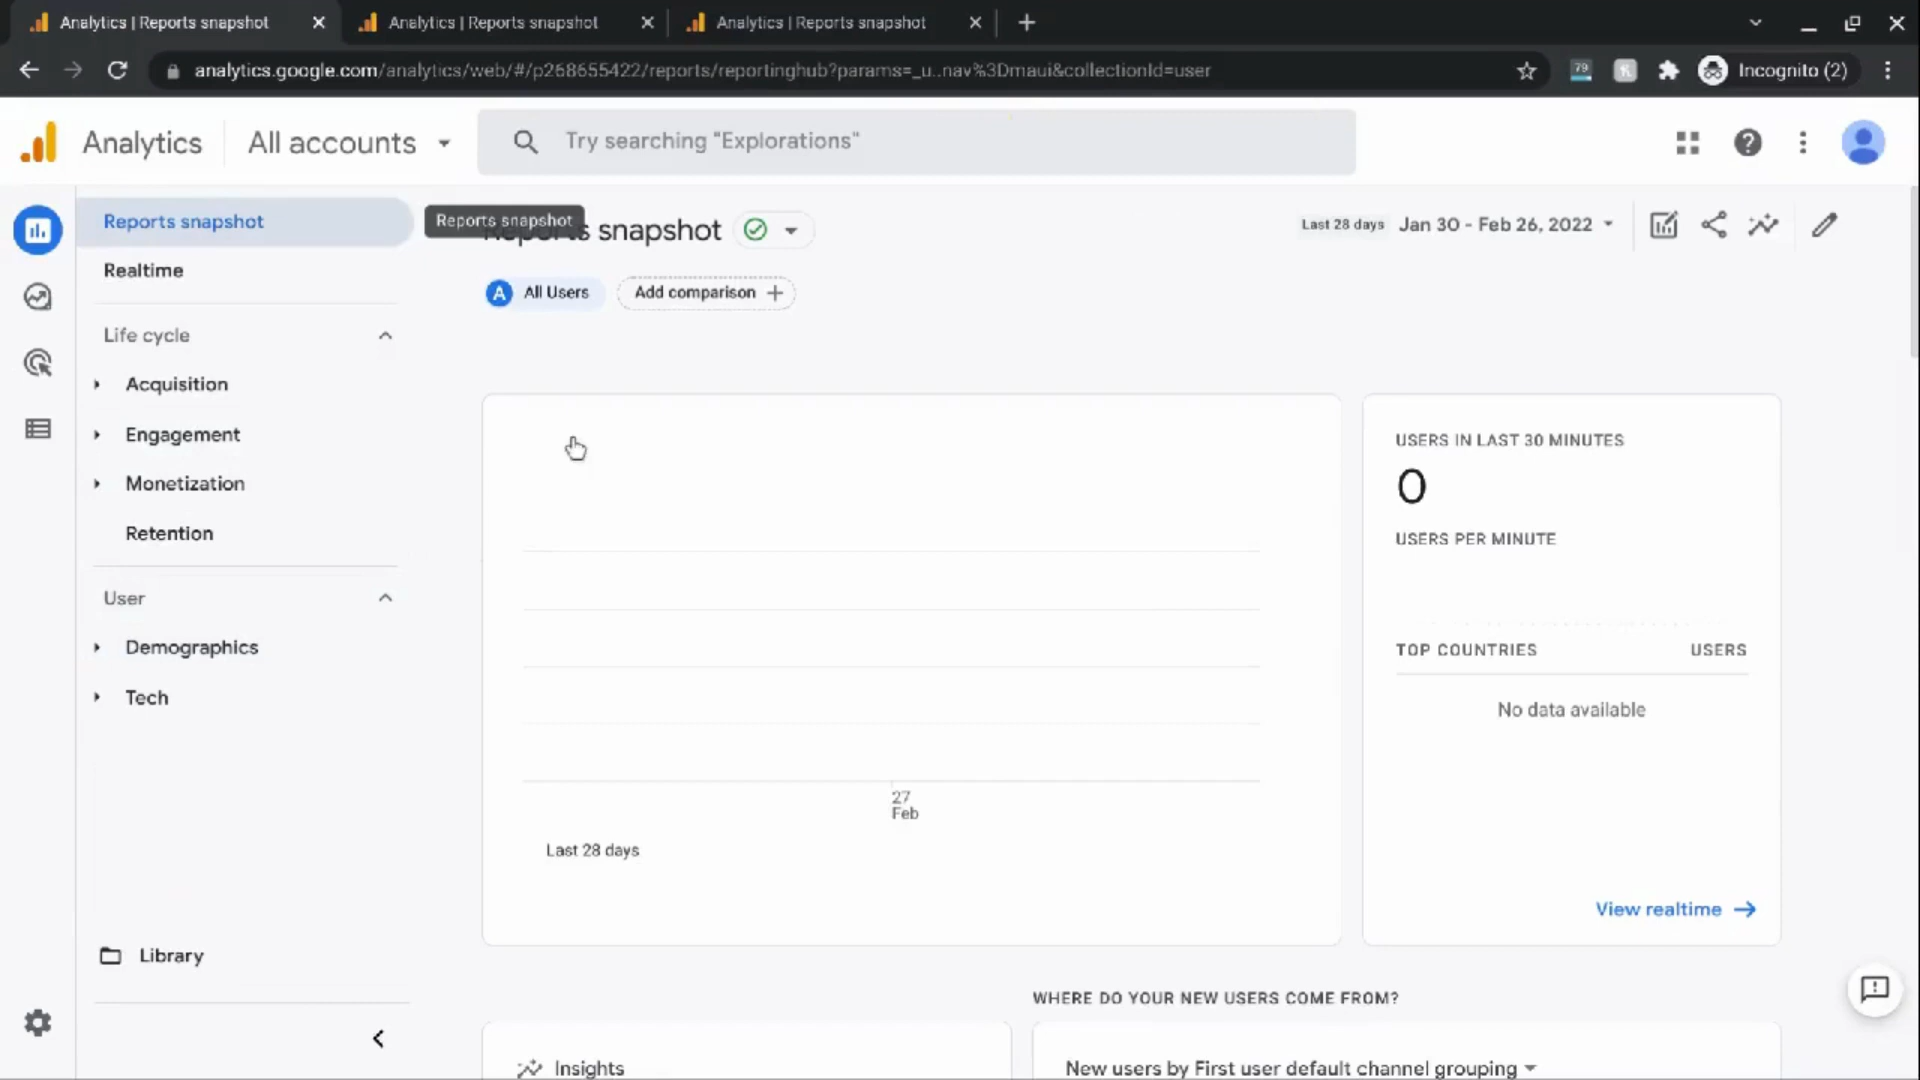 Analytics | Reports snapshot
Analytics | Reports snapshot
Analytics | Reports snapshot
analytics.google.com/analytics/web/#/p268655422/reports/reportinghub?params=_u..nav%3Dmaui&collectionId=user
79
Incognito (2)
Analytics
All accounts
Try searching "Explorations"
Reports snapshot
Realtime
Life cycle
Acquisition
Engagement
Monetization
Retention
User
Demographics
Tech
Library
Reports snapshot
Reports snapshot
Last 28 days Jan 30 - Feb 26, 2022
A All Users
Add comparison
27
Feb
Last 28 days
USERS IN LAST 30 MINUTES
0
USERS PER MINUTE
TOP COUNTRIES USERS
No data available
View realtime
WHERE DO YOUR NEW USERS COME FROM?
Insights
New users by First user default channel grouping